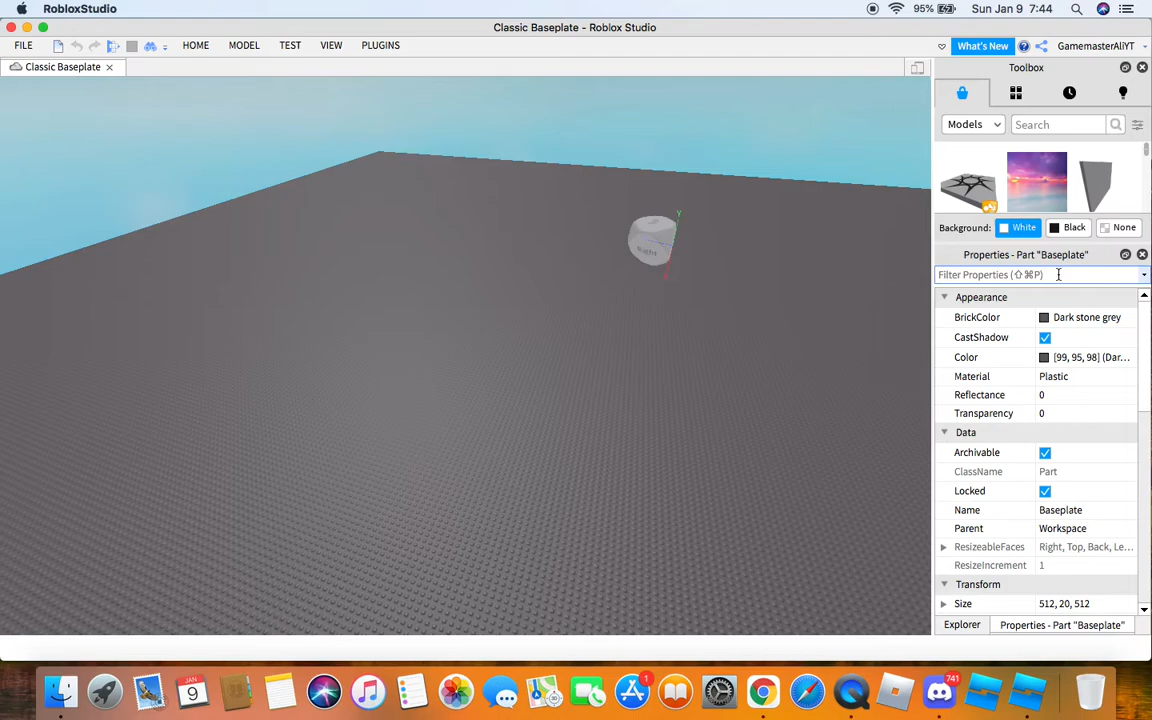 RobloxStudio 95% Sun Jan 9 7:44
Classic Baseplate - Roblox Studio
FILE HOME MODEL TEST VIEW PLUGINS What's New GamemasterAliYT
Classic Baseplate
Toolbox
Models Search
Background: White Black None
Properties - Part "Baseplate"
Filter Properties (⇧⌘P)
Appearance
BrickColor Dark stone grey
CastShadow
Color [99, 95, 98] (Dar...
Material Plastic
Reflectance 0
Transparency 0
Data
Archivable
ClassName Part
Locked
Name Baseplate
Parent Workspace
ResizeableFaces Right, Top, Back, Le...
ResizeIncrement 1
Transform
Size 512, 20, 512
Explorer Properties - Part "Baseplate"
y
Right
JAN
9
1
741